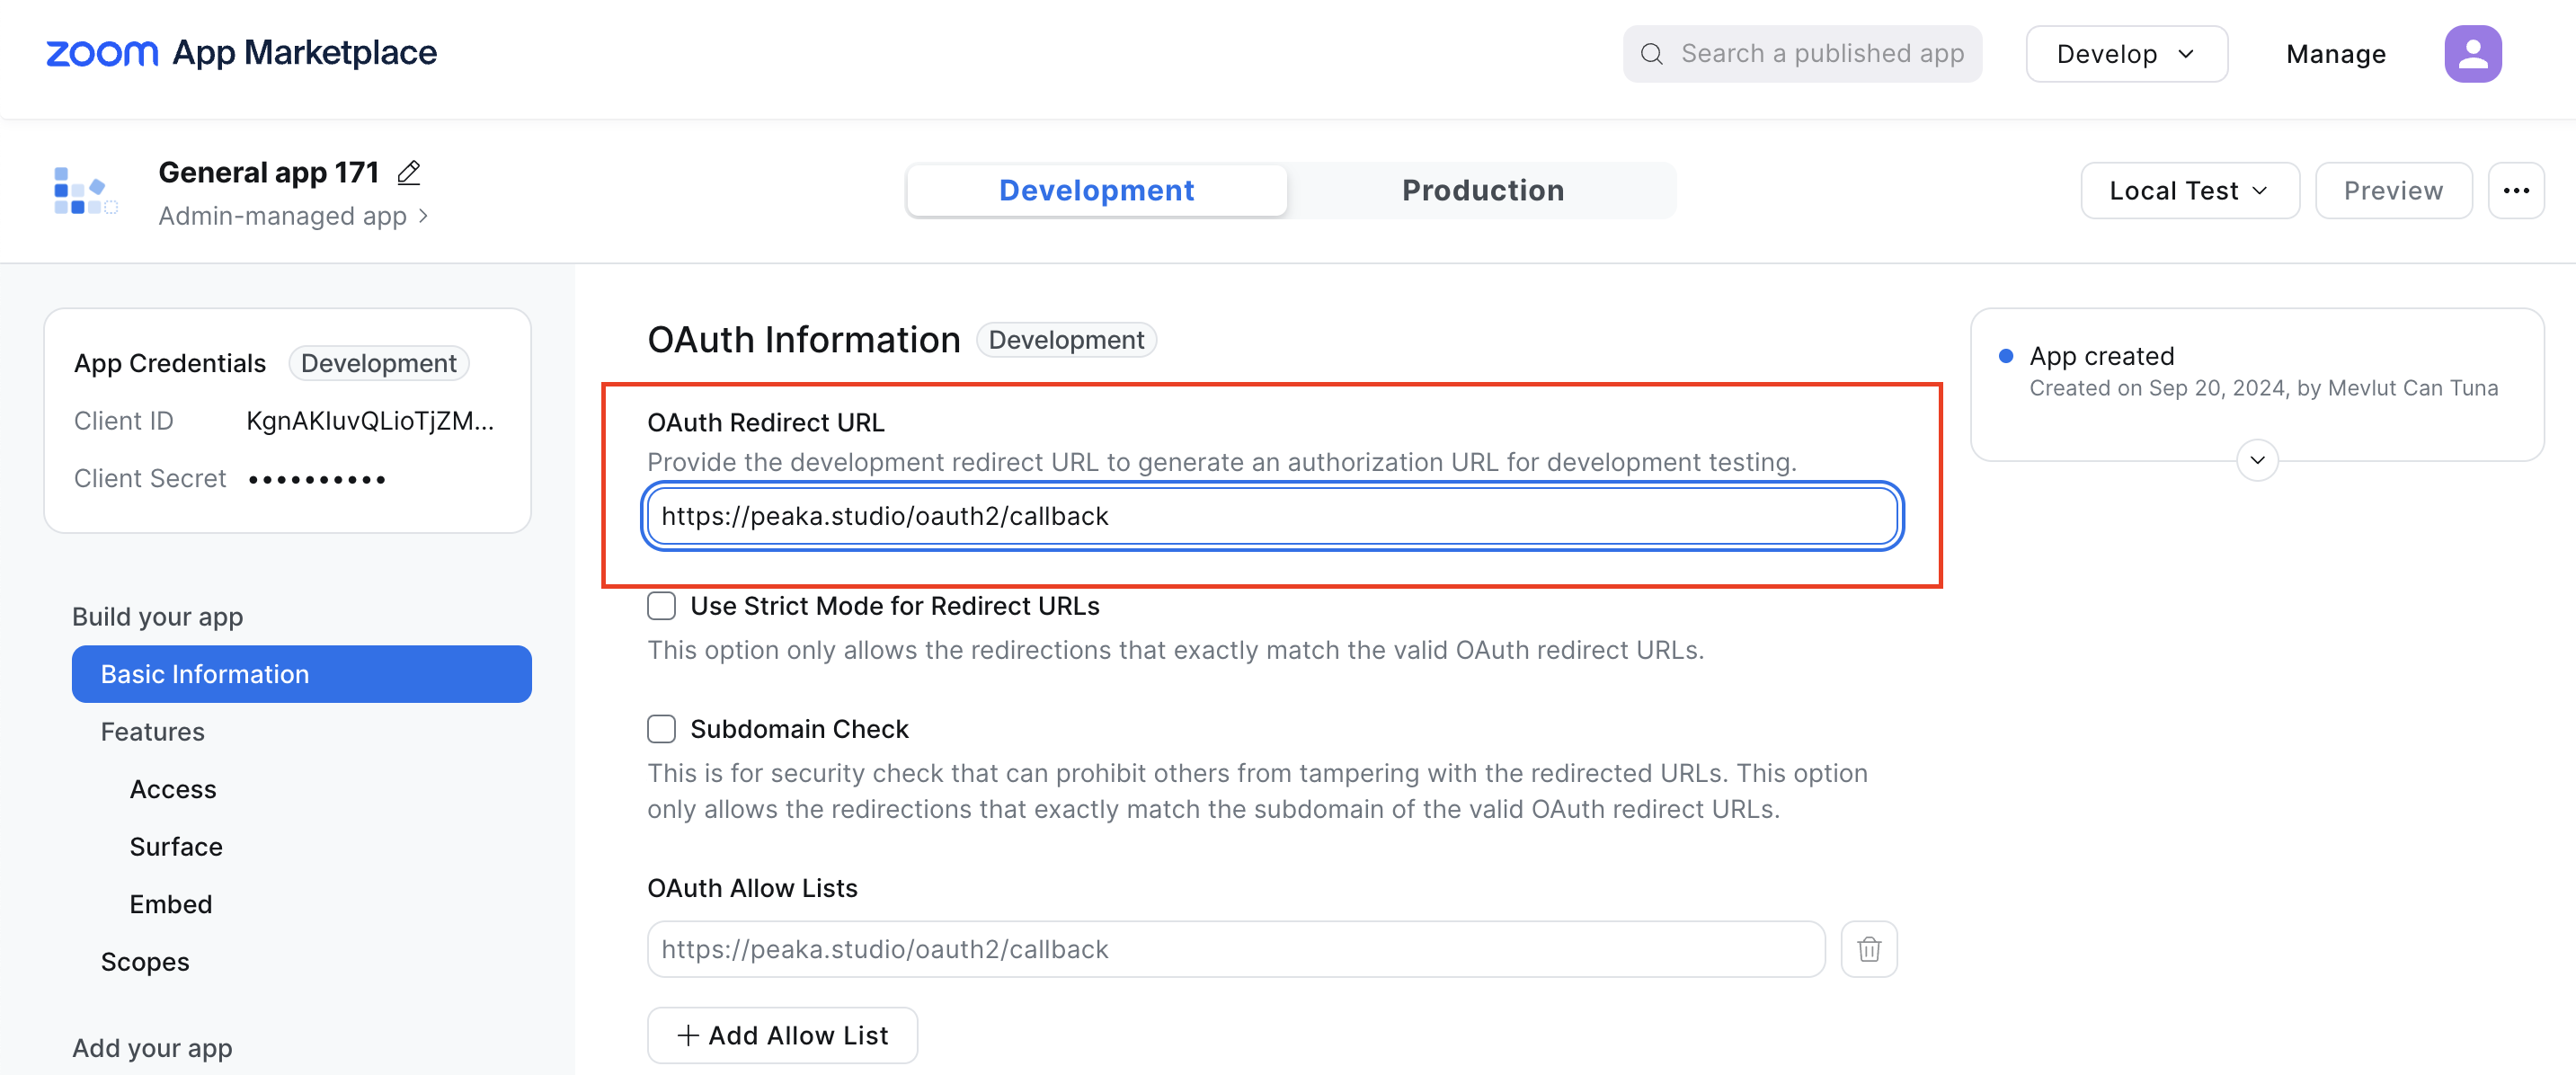 zoom App Marketplace
Search a published app
Develop
Manage
General app 171
Admin-managed app
Development
Production
Local Test
Preview
App Credentials
Development
Client ID
KgnAKIuvQLioTjZM...
Client Secret
Build your app
Basic Information
Features
Access
Surface
Embed
Scopes
Add your app
OAuth Information
Development
OAuth Redirect URL
Provide the development redirect URL to generate an authorization URL for development testing.
https://peaka.studio/oauth2/callback
Use Strict Mode for Redirect URLs
This option only allows the redirections that exactly match the valid OAuth redirect URLs.
Subdomain Check
This is for security check that can prohibit others from tampering with the redirected URLs. This option
only allows the redirections that exactly match the subdomain of the valid OAuth redirect URLs.
OAuth Allow Lists
https://peaka.studio/oauth2/callback
Add Allow List
App created
Created on Sep 20, 2024, by Mevlut Can Tuna